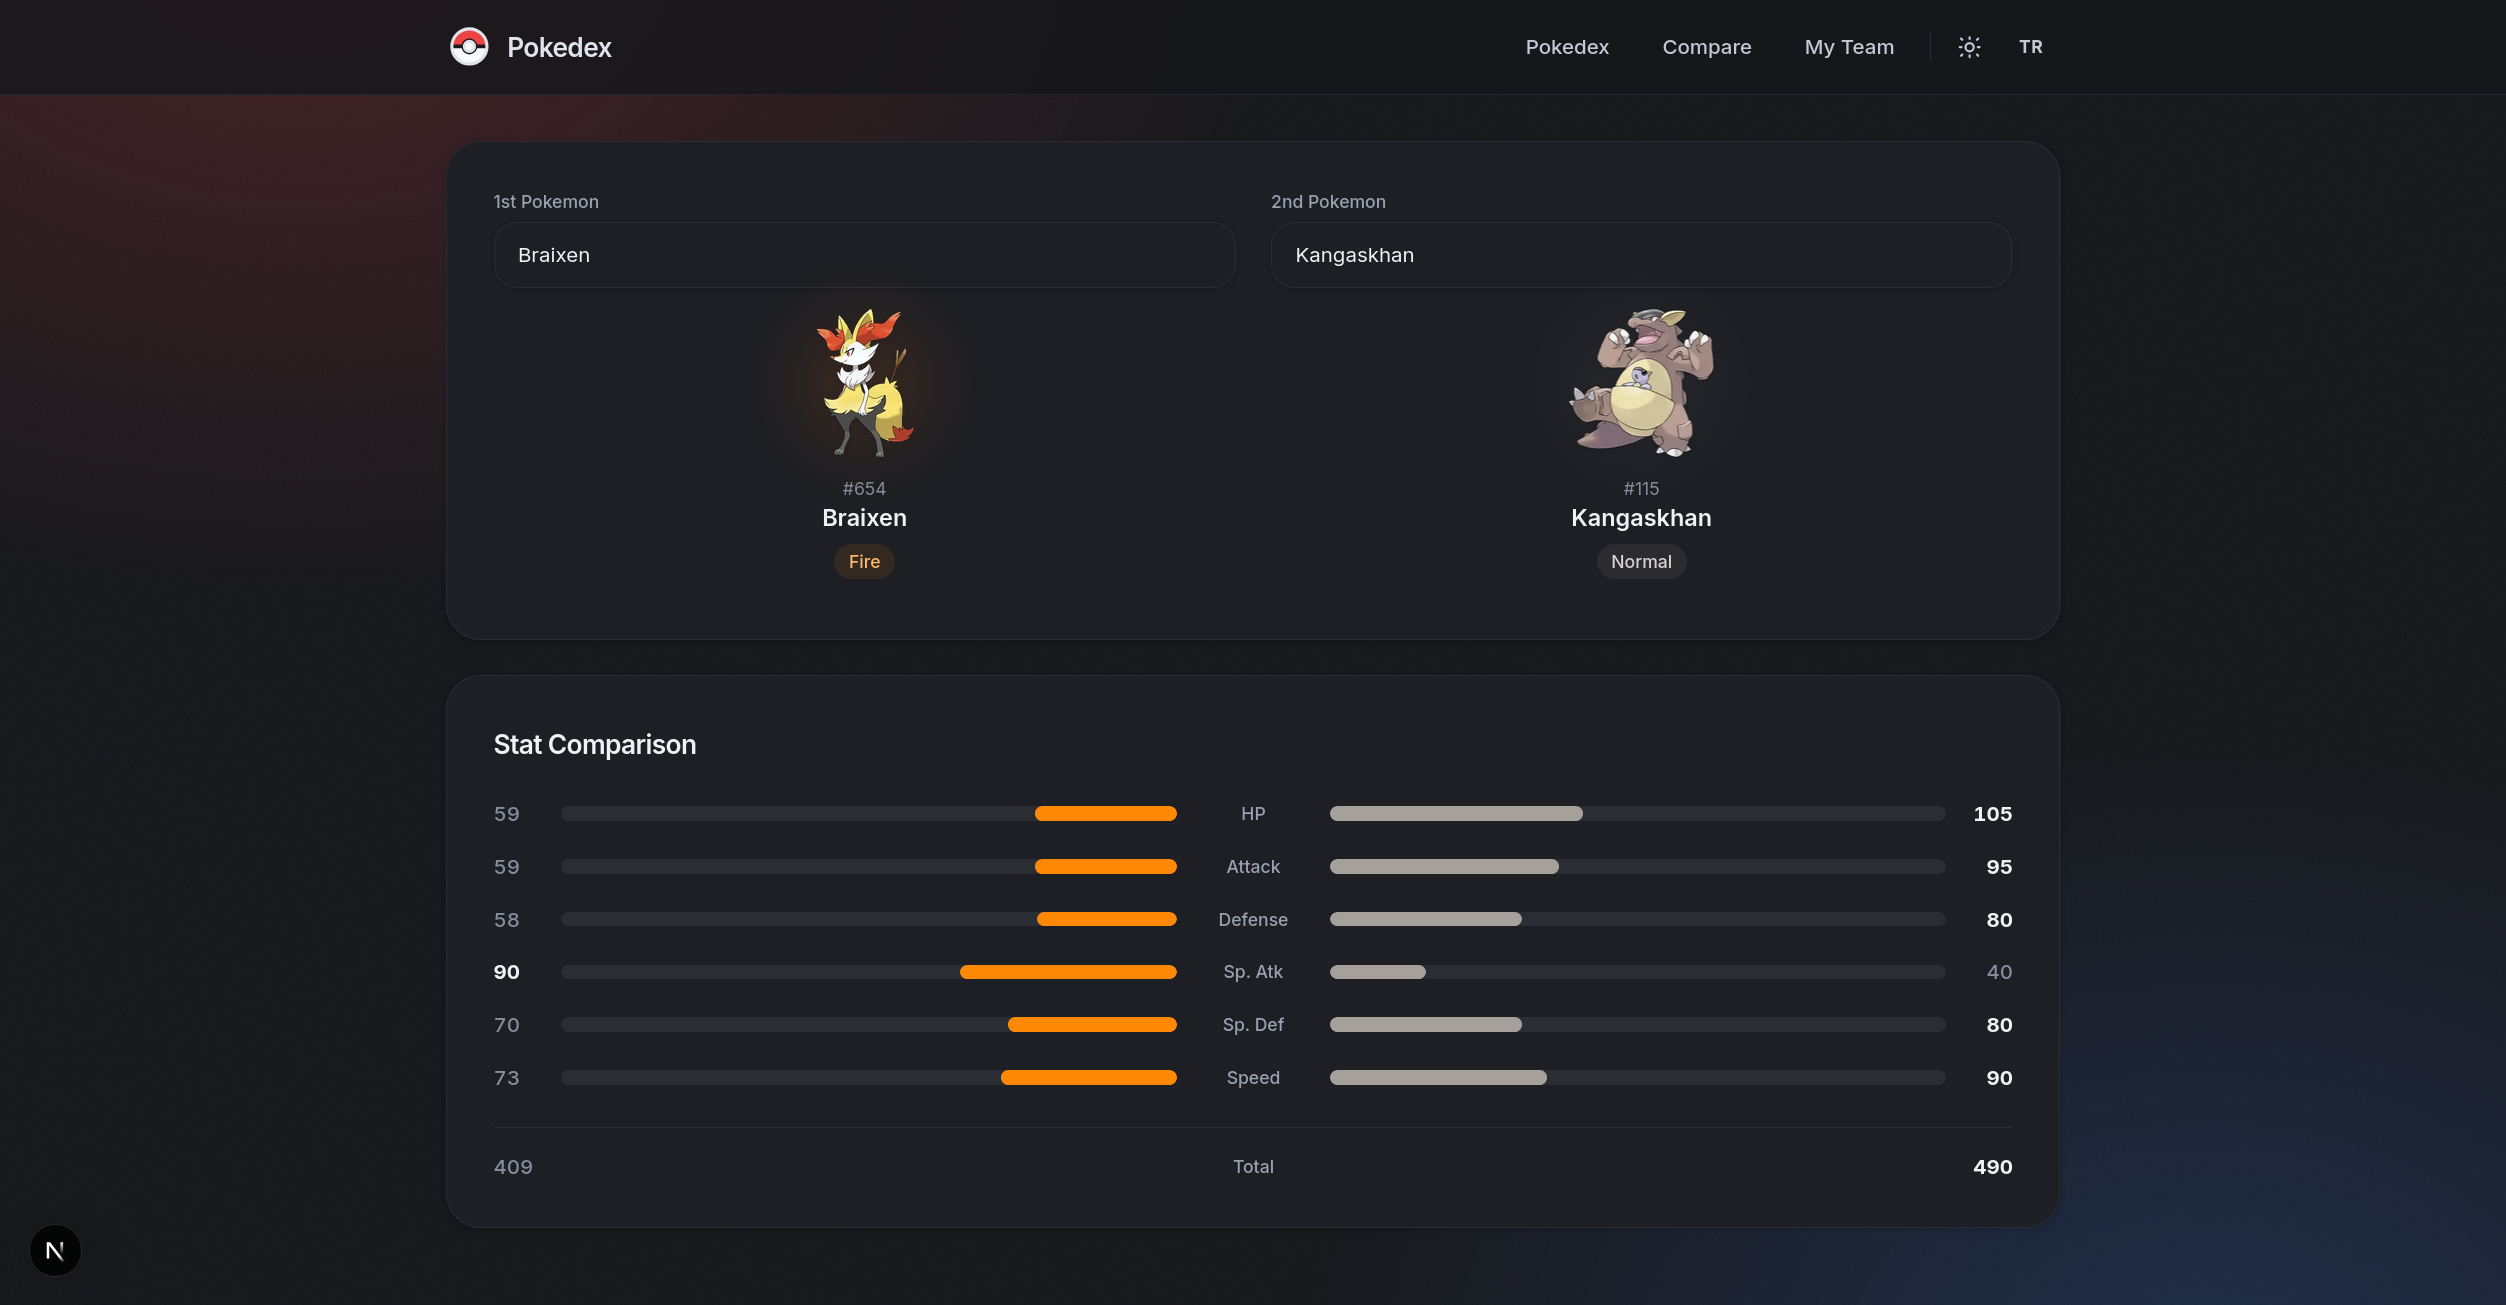 Pokedex
Pokedex Compare My Team TR
1st Pokemon
Braixen
2nd Pokemon
Kangaskhan
#654
Braixen
Fire
#115
Kangaskhan
Normal
Stat Comparison
59 HP 105
59 Attack 95
58 Defense 80
90 Sp. Atk 40
70 Sp. Def 80
73 Speed 90
409 Total 490
N